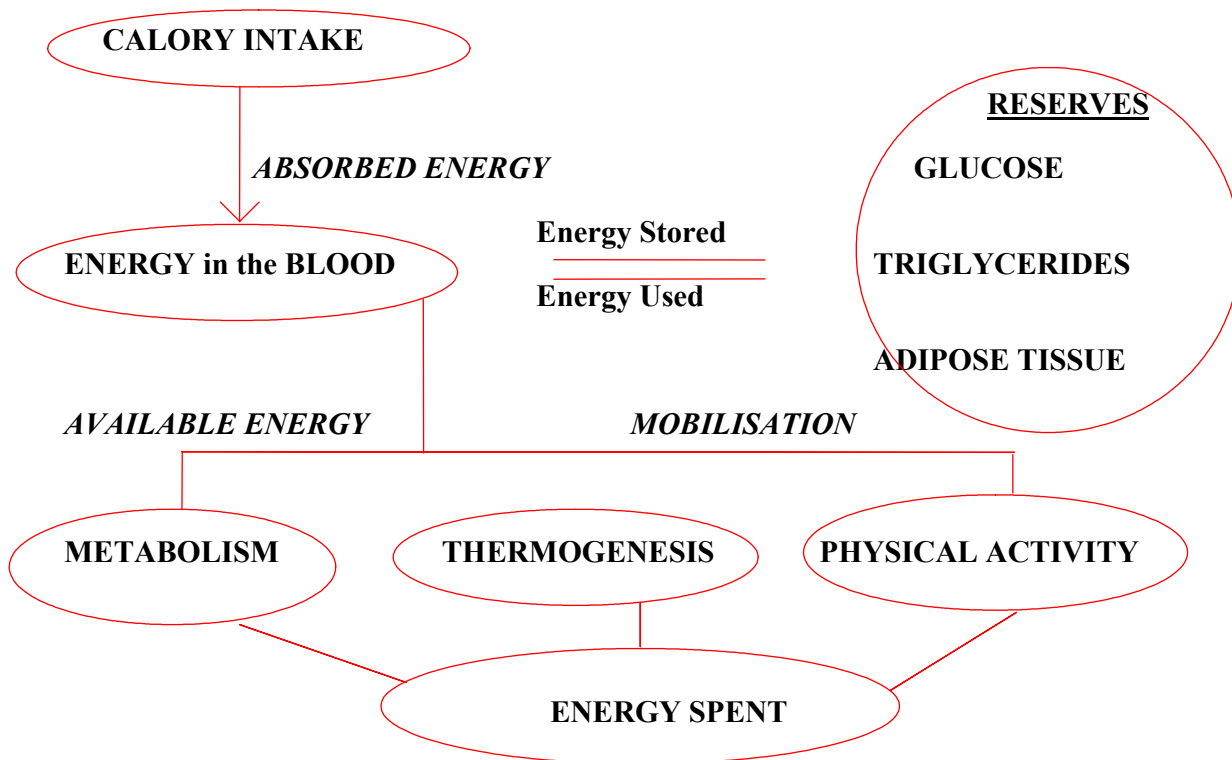 CALORY INTAKE
RESERVES
ABSORBED ENERGY
GLUCOSE
ENERGY in the BLOOD
Energy Stored
Energy Used
TRIGLYCERIDES
ADIPOSE TISSUE
AVAILABLE ENERGY
MOBILISATION
METABOLISM
THERMOGENESIS
PHYSICAL ACTIVITY
ENERGY SPENT